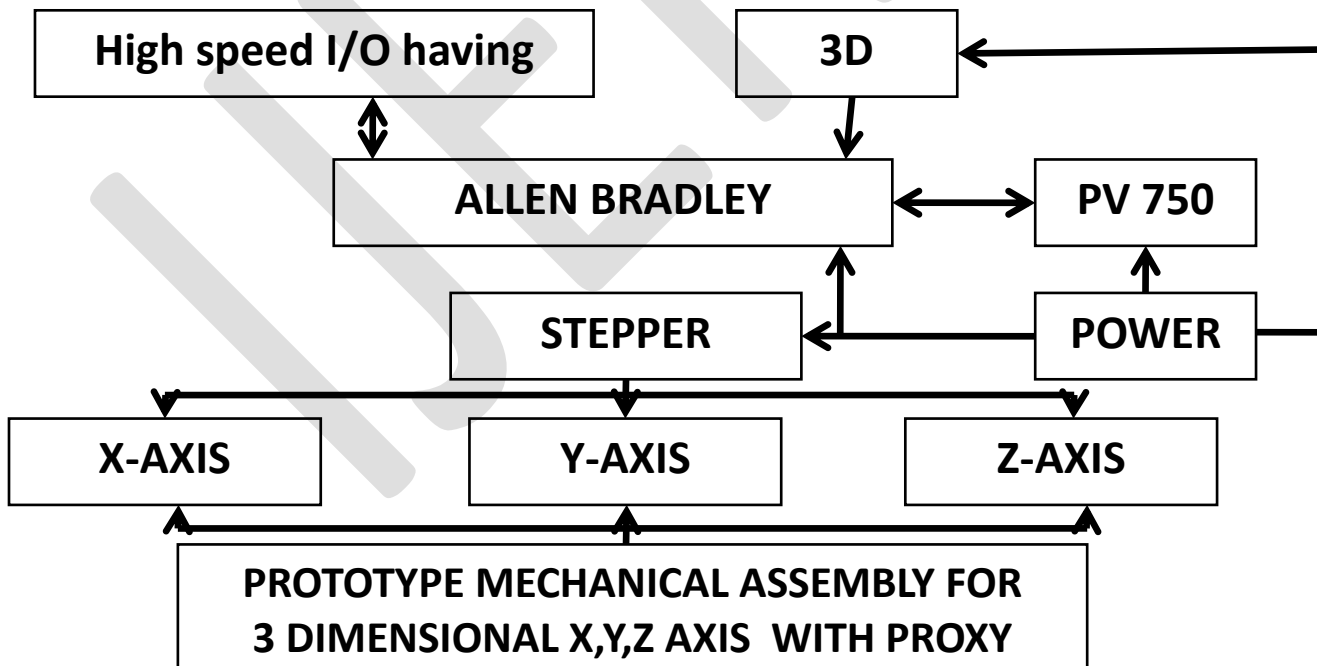 High speed I/O having
3D
ALLEN BRADLEY
PV 750
STEPPER
POWER
X-AXIS
Y-AXIS
Z-AXIS
PROTOTYPE MECHANICAL ASSEMBLY FOR
3 DIMENSIONAL X,Y,Z AXIS WITH PROXY